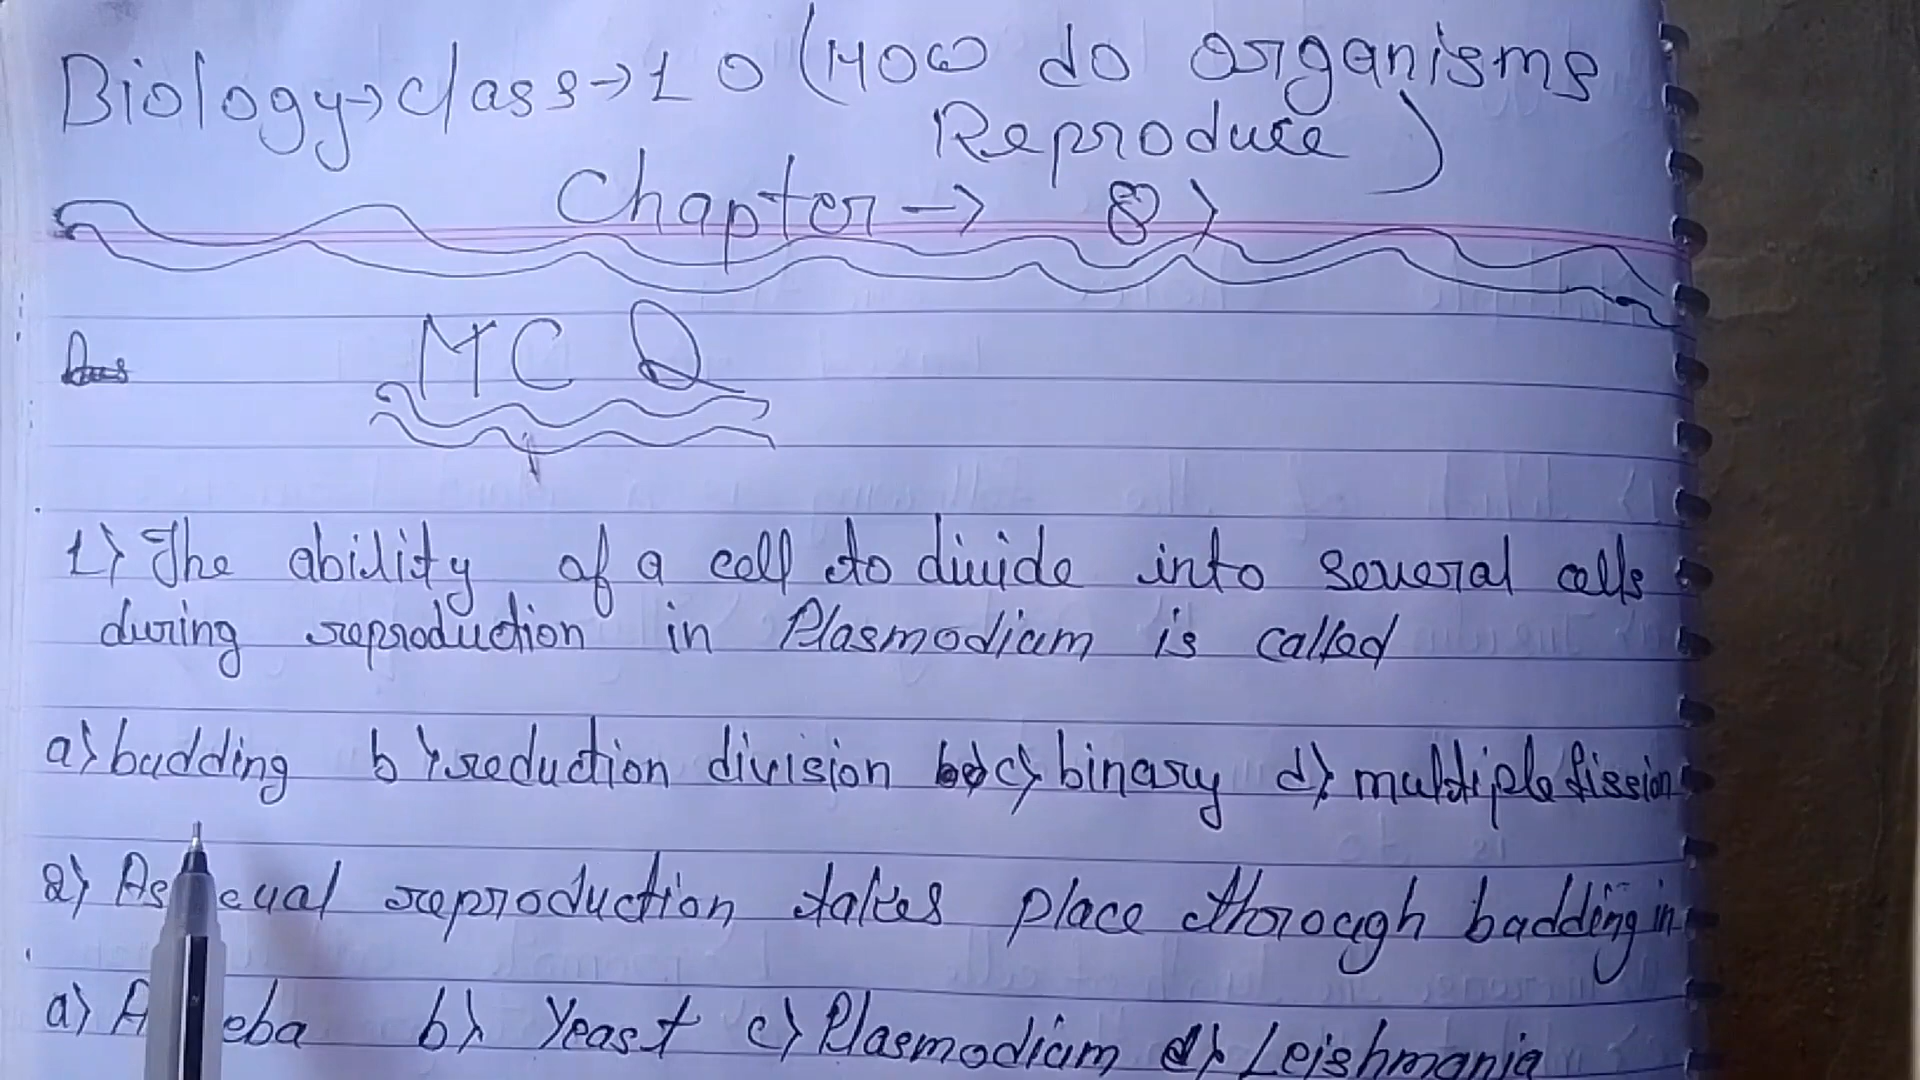 Biology→class→10 (How do organisms
Reproduce)
Chapter → 8)
MCQ
1) The ability of a cell to divide into several cells
during reproduction in Plasmodium is called
a) budding b) reduction division c) binary d) multiple fission
2) As eual reproduction takes place thorough budding in
a) A eba b) Yeast c) Plasmodium d) Leishmania